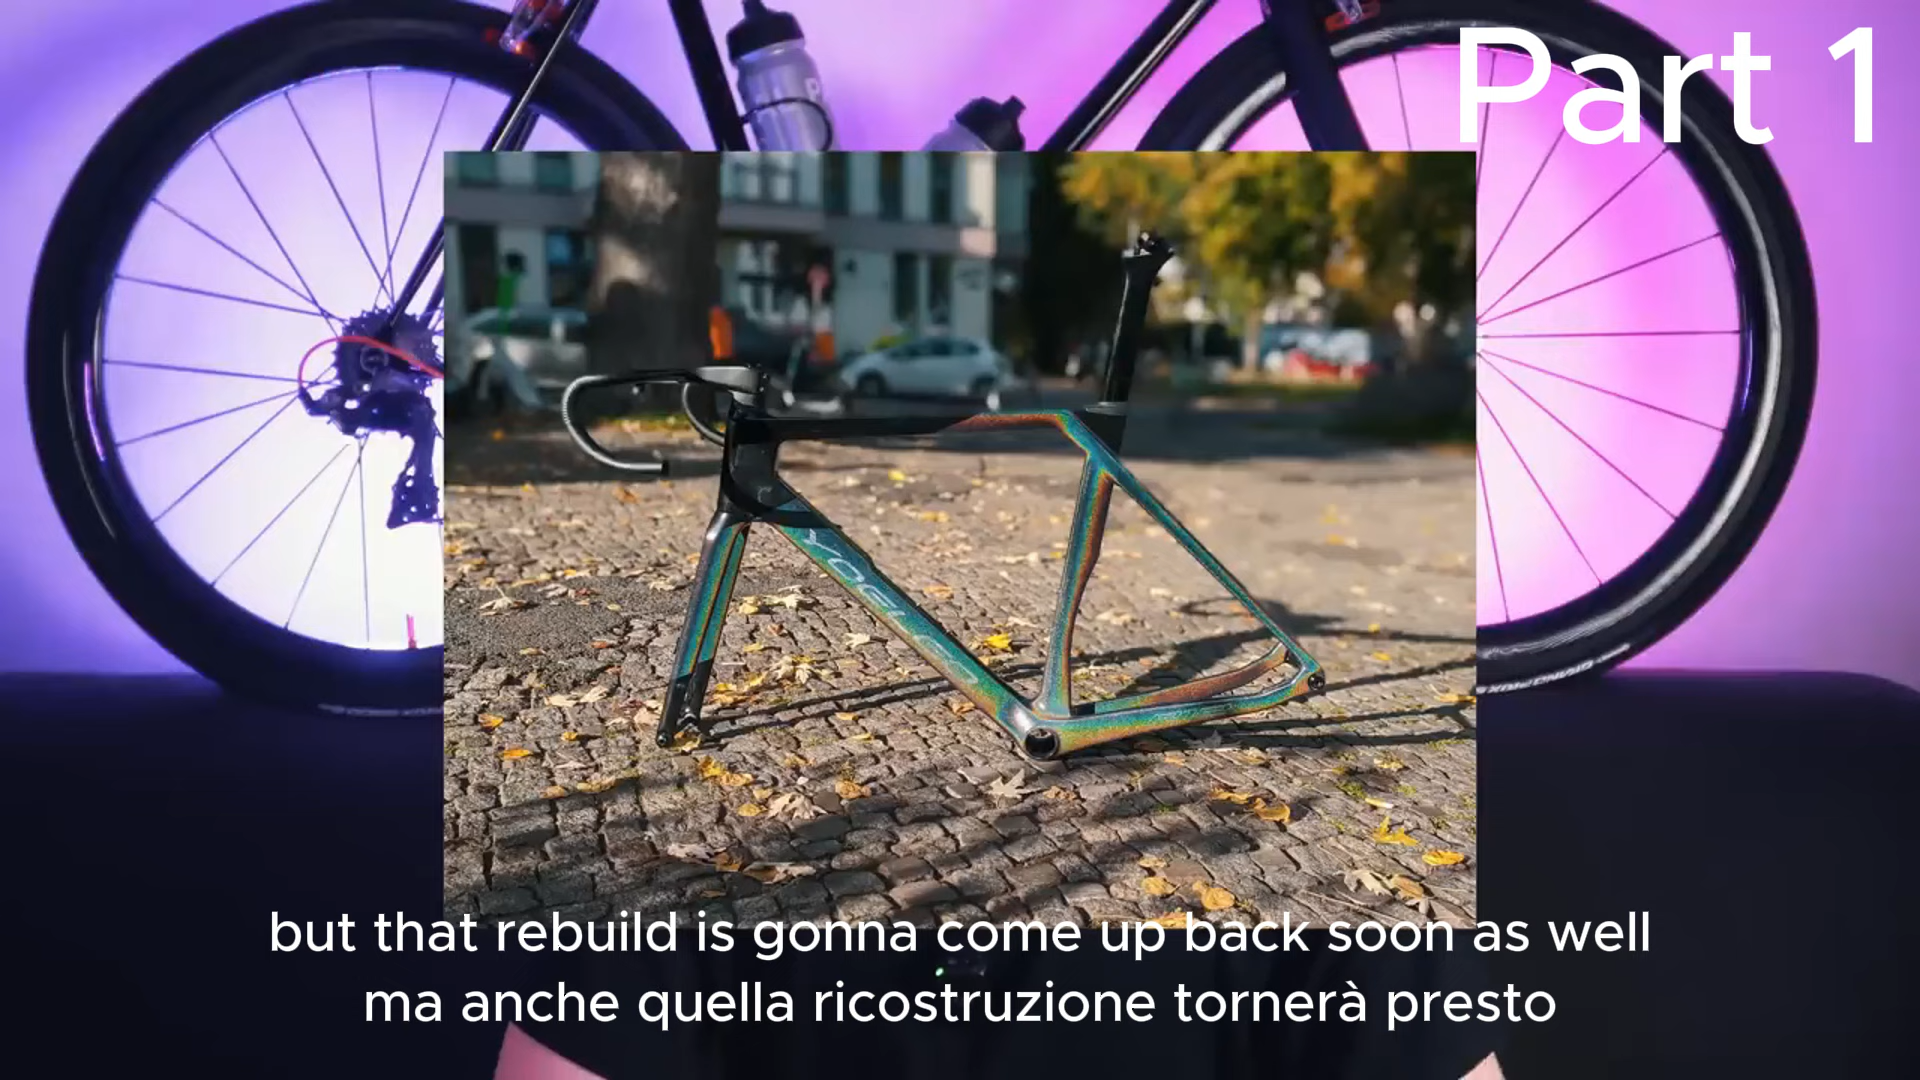 Part 1
YOELEO
but that rebuild is gonna come up back soon as well
ma anche quella ricostruzione tornerà presto